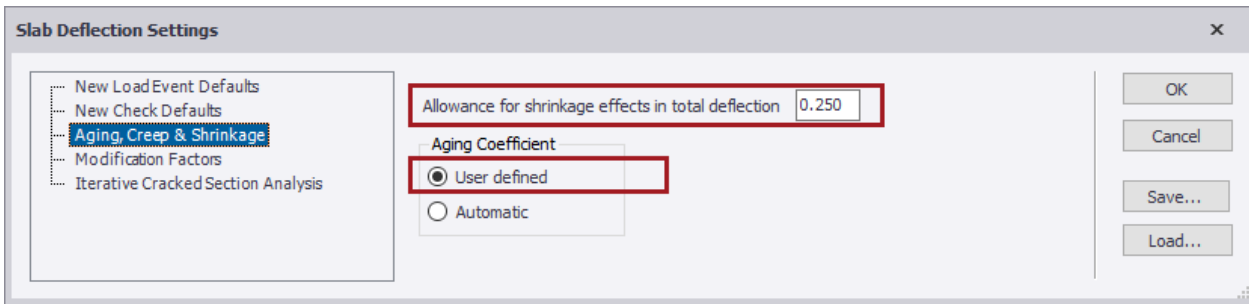 Slab Deflection Settings
×
New Load Event Defaults
New Check Defaults
Aging, Creep & Shrinkage
Modification Factors
Iterative Cracked Section Analysis
Allowance for shrinkage effects in total deflection 0.250
Aging Coefficient
User defined
Automatic
OK
Cancel
Save...
Load...